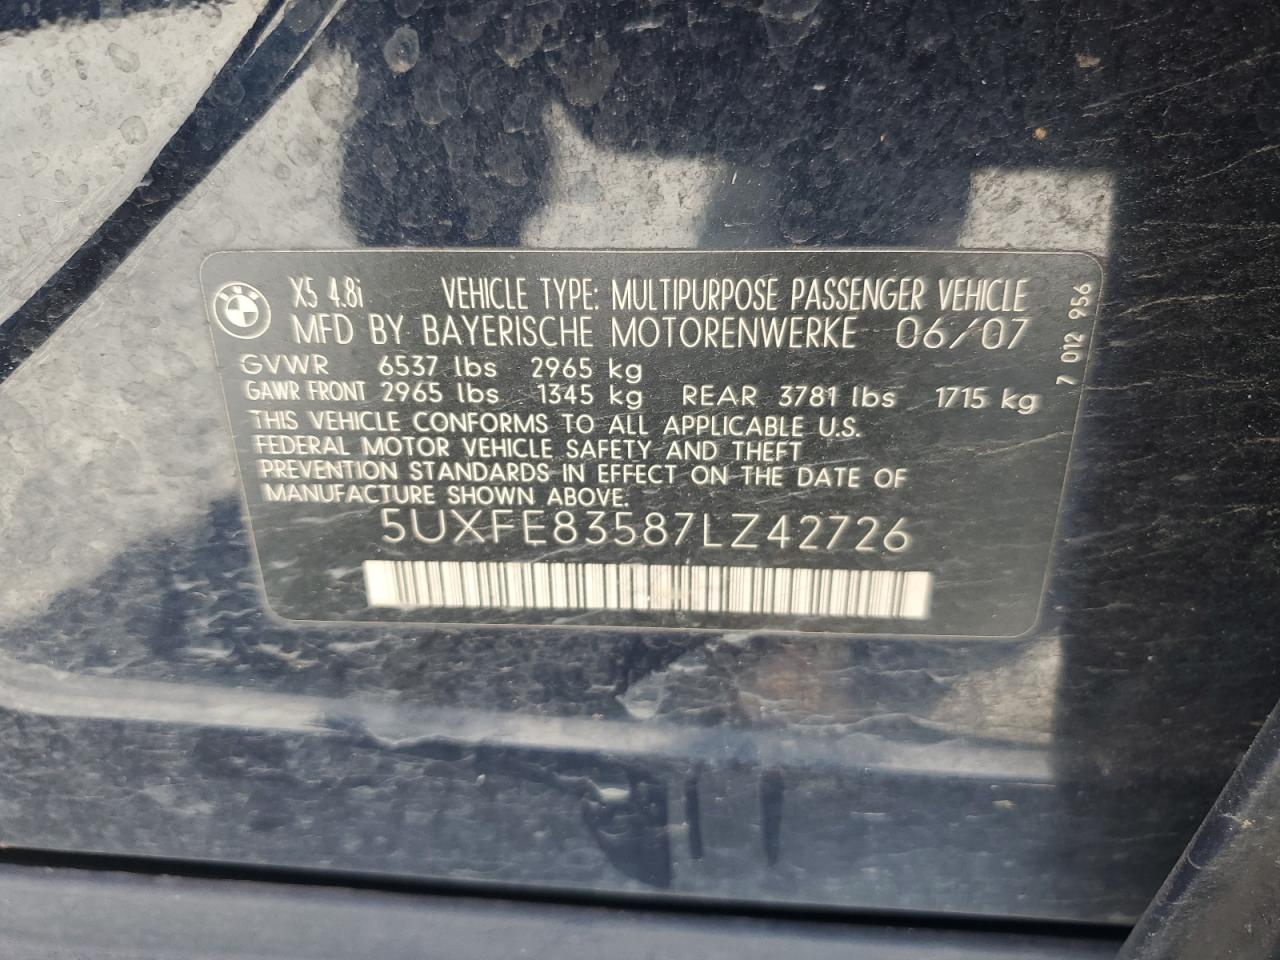 X5 4.8i VEHICLE TYPE: MULTIPURPOSE PASSENGER VEHICLE
MFD BY BAYERISCHE MOTORENWERKE 06/07
GVWR 6537 lbs 2965 kg
GAWR FRONT 2965 lbs 1345 kg REAR 3781 lbs 1715 kg
THIS VEHICLE CONFORMS TO ALL APPLICABLE U.S.
FEDERAL MOTOR VEHICLE SAFETY AND THEFT
PREVENTION STANDARDS IN EFFECT ON THE DATE OF
MANUFACTURE SHOWN ABOVE.
5UXFE83587LZ42726
7 012 956